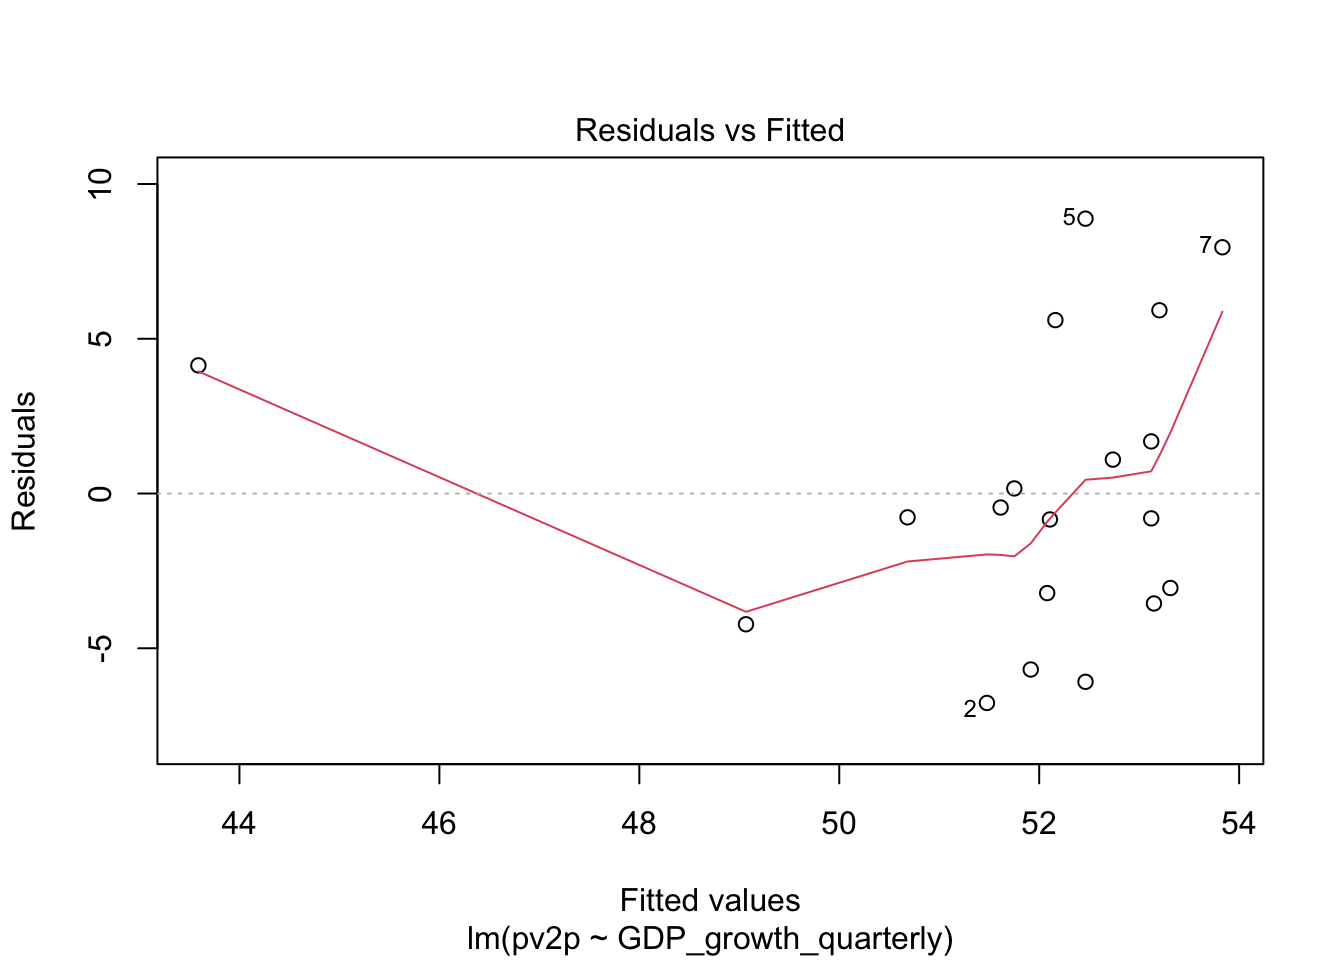 Residuals vs Fitted
Residuals
10
5
0
-5
5
7
2
44 46 48 50 52 54
Fitted values
lm(pv2p ~ GDP_growth_quarterly)